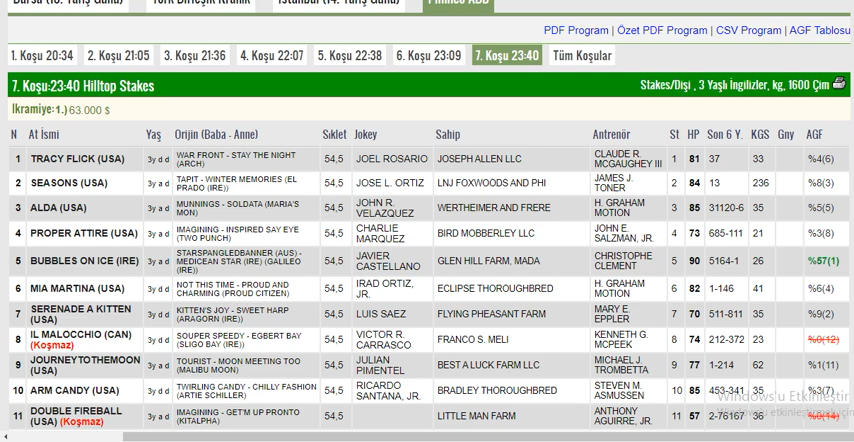 Bursa (10. Yarış Günü) Türk Birleşik Krallık İstanbul (14. Yarış Günü) Pimlico ABD
PDF Program | Özet PDF Program | CSV Program | AGF Tablosu
1. Koşu 20:34 2. Koşu 21:05 3. Koşu 21:36 4. Koşu 22:07 5. Koşu 22:38 6. Koşu 23:09 7. Koşu 23:40 Tüm Koşular
7. Koşu:23:40 Hilltop Stakes Stakes/Dişi , 3 Yaşlı İngilizler, kg, 1600 Çim
Ikramiye:1.) 63.000 $
N At İsmi Yaş Orijin (Baba - Anne) Sıklet Jokey Sahip Antrenör St HP Son 6 Y. KGS Gny AGF
1 TRACY FLICK (USA) 3y d d WAR FRONT - STAY THE NIGHT (ARCH) 54,5 JOEL ROSARIO JOSEPH ALLEN LLC CLAUDE R. MCGAUGHEY III 1 81 37 33 %4(6)
2 SEASONS (USA) 3y d d TAPIT - WINTER MEMORIES (EL PRADO (IRE)) 54,5 JOSE L. ORTIZ LNJ FOXWOODS AND PHI JAMES J. TONER 2 84 13 236 %8(3)
3 ALDA (USA) 3y a d MUNNINGS - SOLDATA (MARIA'S MON) 54,5 JOHN R. VELAZQUEZ WERTHEIMER AND FRERE H. GRAHAM MOTION 3 85 31120-6 35 %5(5)
4 PROPER ATTIRE (USA) 3y a d IMAGINING - INSPIRED SAY EYE (TWO PUNCH) 54,5 CHARLIE MARQUEZ BIRD MOBBERLEY LLC JOHN E. SALZMAN, JR. 4 73 685-111 21 %3(8)
5 BUBBLES ON ICE (IRE) 3y a d STARSPANGLEDBANNER (AUS) - MEDICEAN STAR (IRE) (GALILEO (IRE)) 54,5 JAVIER CASTELLANO GLEN HILL FARM, MADA CHRISTOPHE CLEMENT 5 90 5164-1 26 %57(1)
6 MIA MARTINA (USA) 3y d d NOT THIS TIME - PROUD AND CHARMING (PROUD CITIZEN) 54,5 IRAD ORTIZ, JR. ECLIPSE THOROUGHBRED H. GRAHAM MOTION 6 82 1-146 41 %6(4)
7 SERENADE A KITTEN (USA) 3y d d KITTEN'S JOY - SWEET HARP (ARAGORN (IRE)) 54,5 LUIS SAEZ FLYING PHEASANT FARM MARY E. EPPLER 7 70 511-811 35 %9(2)
8 IL MALOCCHIO (CAN) (Koşmaz) 3y d d SOUPER SPEEDY - EGBERT BAY (SLIGO BAY (IRE)) 54,5 VICTOR R. CARRASCO FRANCO S. MELI KENNETH G. MCPEEK 8 74 212-372 23 %0(12)
9 JOURNEYTOTHEMOON (USA) 3y a d TOURIST - MOON MEETING TOO (MALIBU MOON) 54,5 JULIAN PIMENTEL BEST A LUCK FARM LLC MICHAEL J. TROMBETTA 9 77 1-214 62 %1(11)
10 ARM CANDY (USA) 3y d d TWIRLING CANDY - CHILLY FASHION (ARTIE SCHILLER) 54,5 RICARDO SANTANA, JR. BRADLEY THOROUGHBRED STEVEN M. ASMUSSEN 10 85 453-341 35 %3(7)
11 DOUBLE FIREBALL (USA) (Koşmaz) 3y a d IMAGINING - GET'M UP PRONTO (KITALPHA) 54,5 LITTLE MAN FARM ANTHONY AGUIRRE, JR. 11 57 2-76167 36 %0(14)
Windows'u Etkinleştir
Windows'u etkinleştirmek için